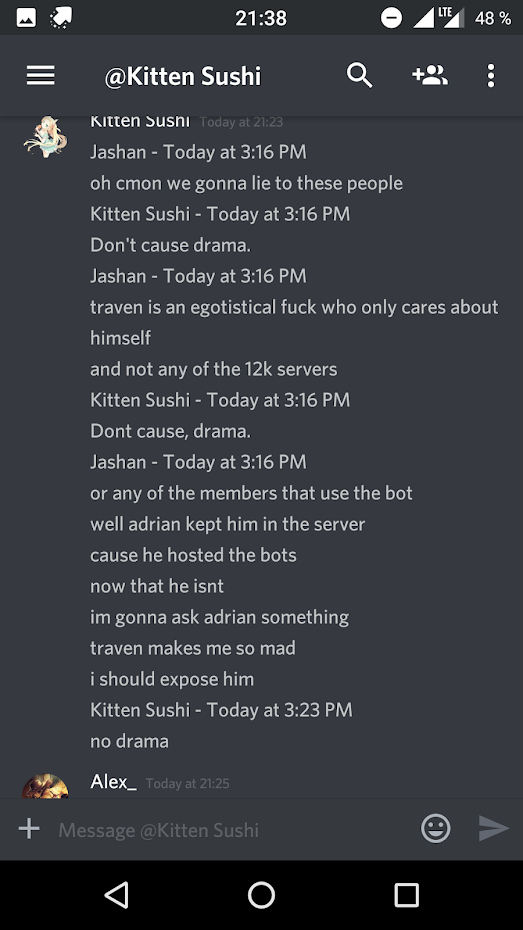 21:38
LTE
48 %
@Kitten Sushi
Kitten Sushi Today at 21:23
Jashan - Today at 3:16 PM
oh cmon we gonna lie to these people
Kitten Sushi - Today at 3:16 PM
Don't cause drama.
Jashan - Today at 3:16 PM
traven is an egotistical fuck who only cares about
himself
and not any of the 12k servers
Kitten Sushi - Today at 3:16 PM
Dont cause, drama.
Jashan - Today at 3:16 PM
or any of the members that use the bot
well adrian kept him in the server
cause he hosted the bots
now that he isnt
im gonna ask adrian something
traven makes me so mad
i should expose him
Kitten Sushi - Today at 3:23 PM
no drama
Alex_ Today at 21:25
Message @Kitten Sushi